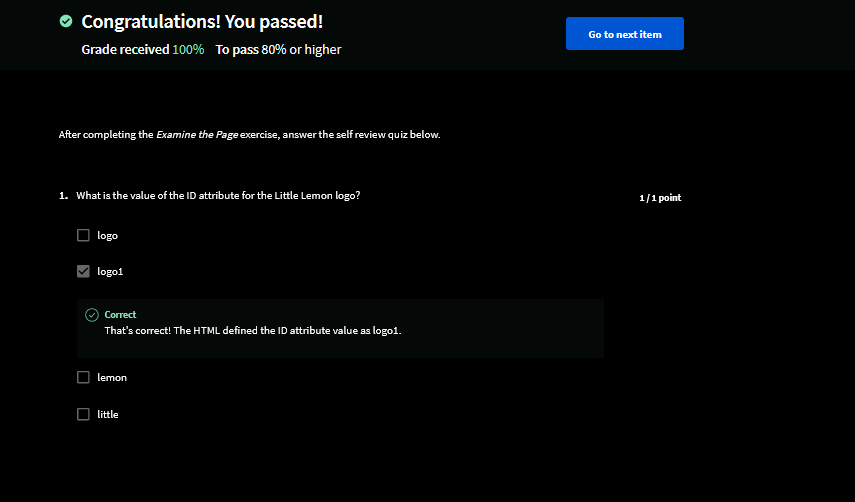 Congratulations! You passed!
Grade received 100% To pass 80% or higher
Go to next item
After completing the Examine the Page exercise, answer the self review quiz below.
1. What is the value of the ID attribute for the Little Lemon logo?
1 / 1 point
logo
logo1
Correct
That's correct! The HTML defined the ID attribute value as logo1.
lemon
little